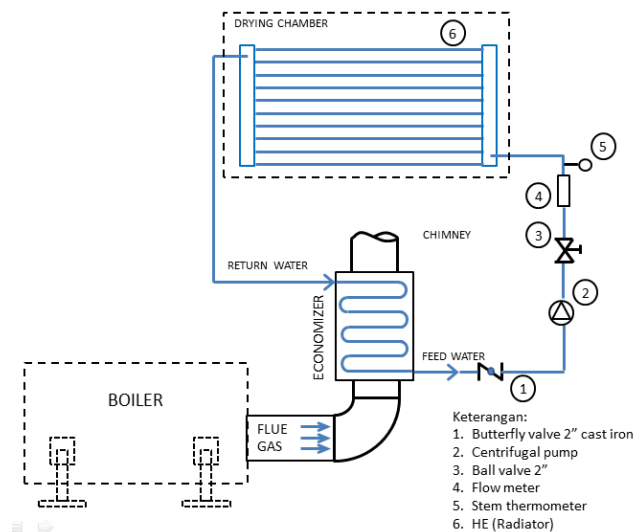 DRYING CHAMBER
6
5
4
3
2
CHIMNEY
RETURN WATER
ECONOMIZER
FEED WATER
1
BOILER
FLUE
GAS
Keterangan:
1. Butterfly valve 2" cast iron
2. Centrifugal pump
3. Ball valve 2"
4. Flow meter
5. Stem thermometer
6. HE (Radiator)